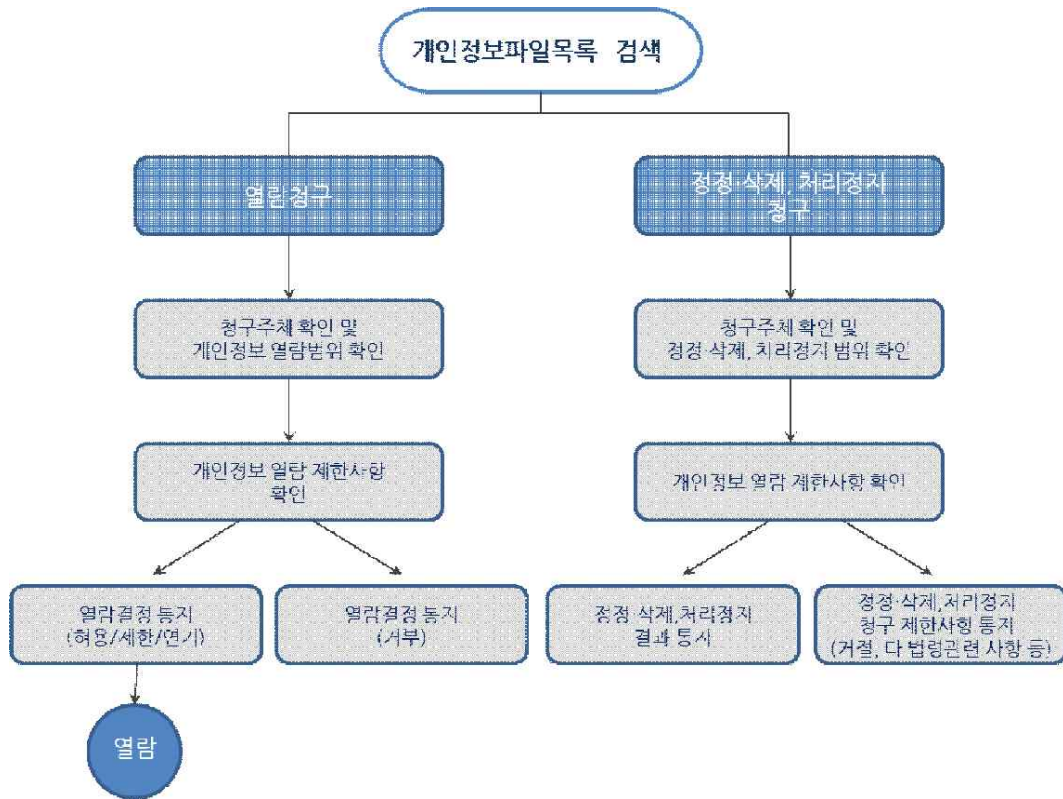 개인정보파일목록 검색
열람청구
정정·삭제, 처리정지
청구
청구주체 확인 및
개인정보 열람범위 확인
청구주체 확인 및
정정·삭제, 처리정지 범위 확인
개인정보 열람 제한사항
확인
개인정보 열람 제한사항 확인
열람결정 통지
(허용/제한/연기)
열람결정 통지
(거부)
정정·삭제,처리정지
결과 통지
정정·삭제,처리정지
청구 제한사항 통지
(거절, 다 법령관련 사항 등)
열람